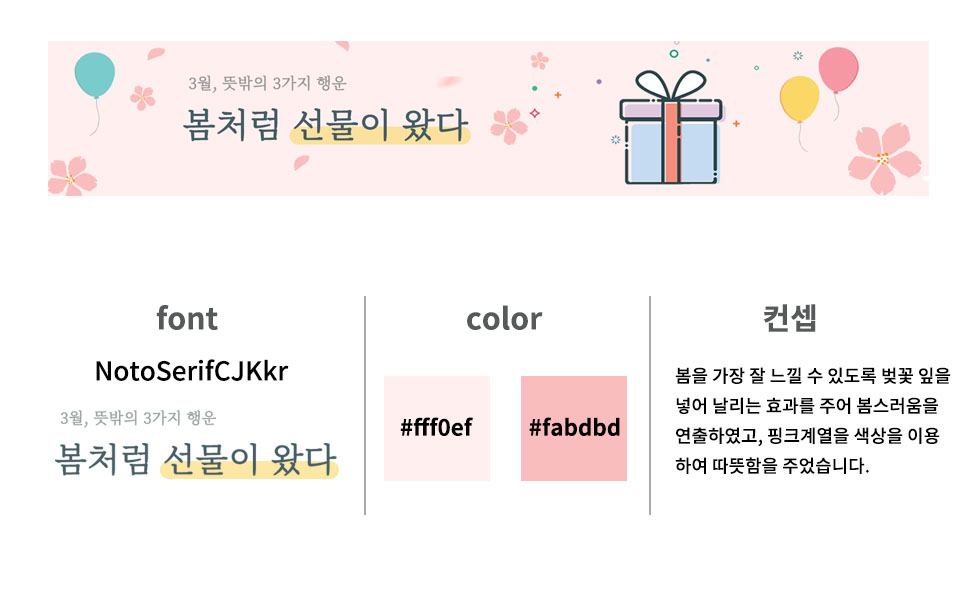 3월, 뜻밖의 3가지 행운
봄처럼 선물이 왔다
font
NotoSerifCJKkr
3월, 뜻밖의 3가지 행운
봄처럼 선물이 왔다
color
#fff0ef
#fabdbd
컨셉
봄을 가장 잘 느낄 수 있도록 벚꽃 잎을
넣어 날리는 효과를 주어 봄스러움을
연출하였고, 핑크계열을 색상을 이용
하여 따뜻함을 주었습니다.